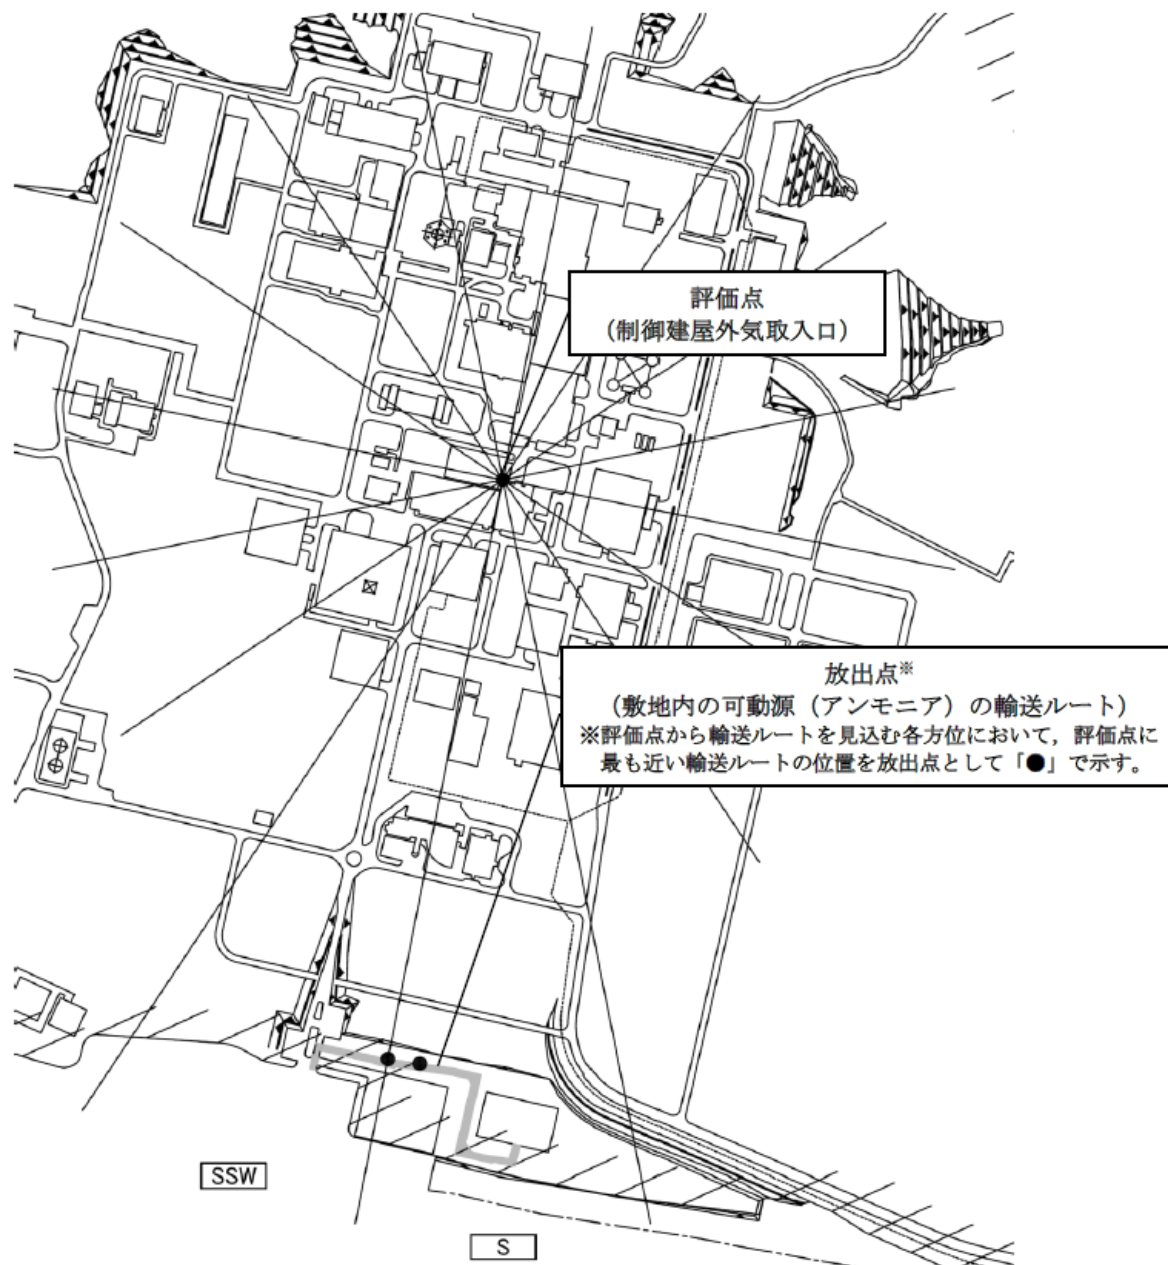 評価点
(制御建屋外気取入口)
放出点※
(敷地内の可動源（アンモニア）の輸送ルート)
※評価点から輸送ルートを見込む各方位において，評価点に
最も近い輸送ルートの位置を放出点として「●」で示す。
SSW
S